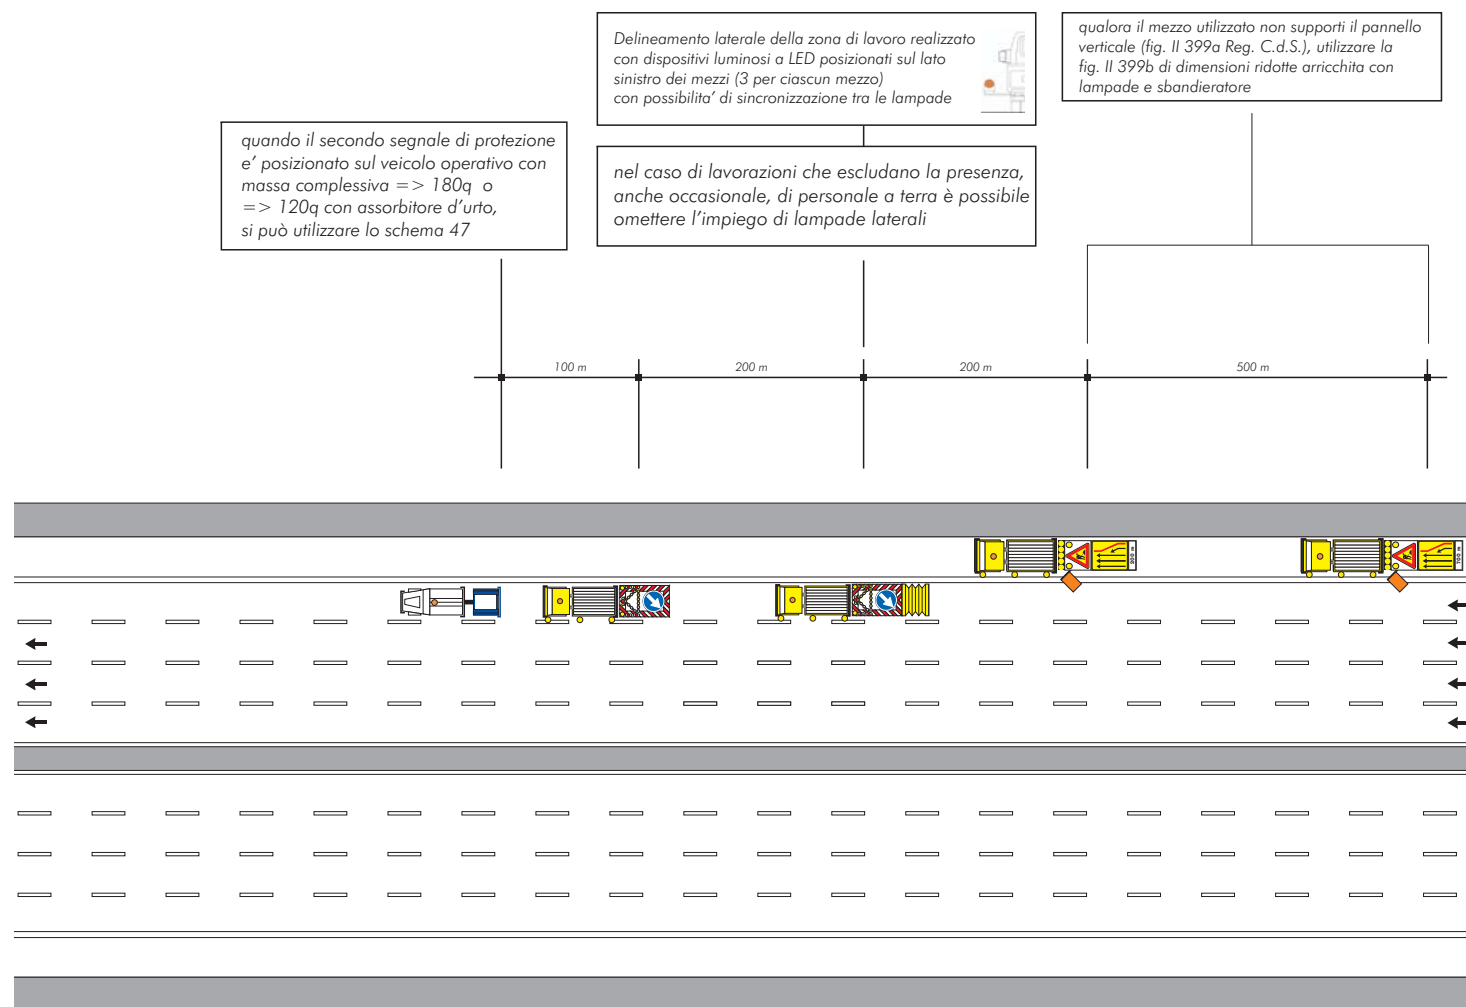 Delineamento laterale della zona di lavoro realizzato
con dispositivi luminosi a LED posizionati sul lato
sinistro dei mezzi (3 per ciascun mezzo)
con possibilita' di sincronizzazione tra le lampade
qualora il mezzo utilizzato non supporti il pannello
verticale (fig. II 399a Reg. C.d.S.), utilizzare la
fig. II 399b di dimensioni ridotte arricchita con
lampade e sbandieratore
quando il secondo segnale di protezione
e' posizionato sul veicolo operativo con
massa complessiva => 180q o
=> 120q con assorbitore d'urto,
si può utilizzare lo schema 47
nel caso di lavorazioni che escludano la presenza,
anche occasionale, di personale a terra è possibile
omettere l'impiego di lampade laterali
100 m
200 m
200 m
500 m
700 m